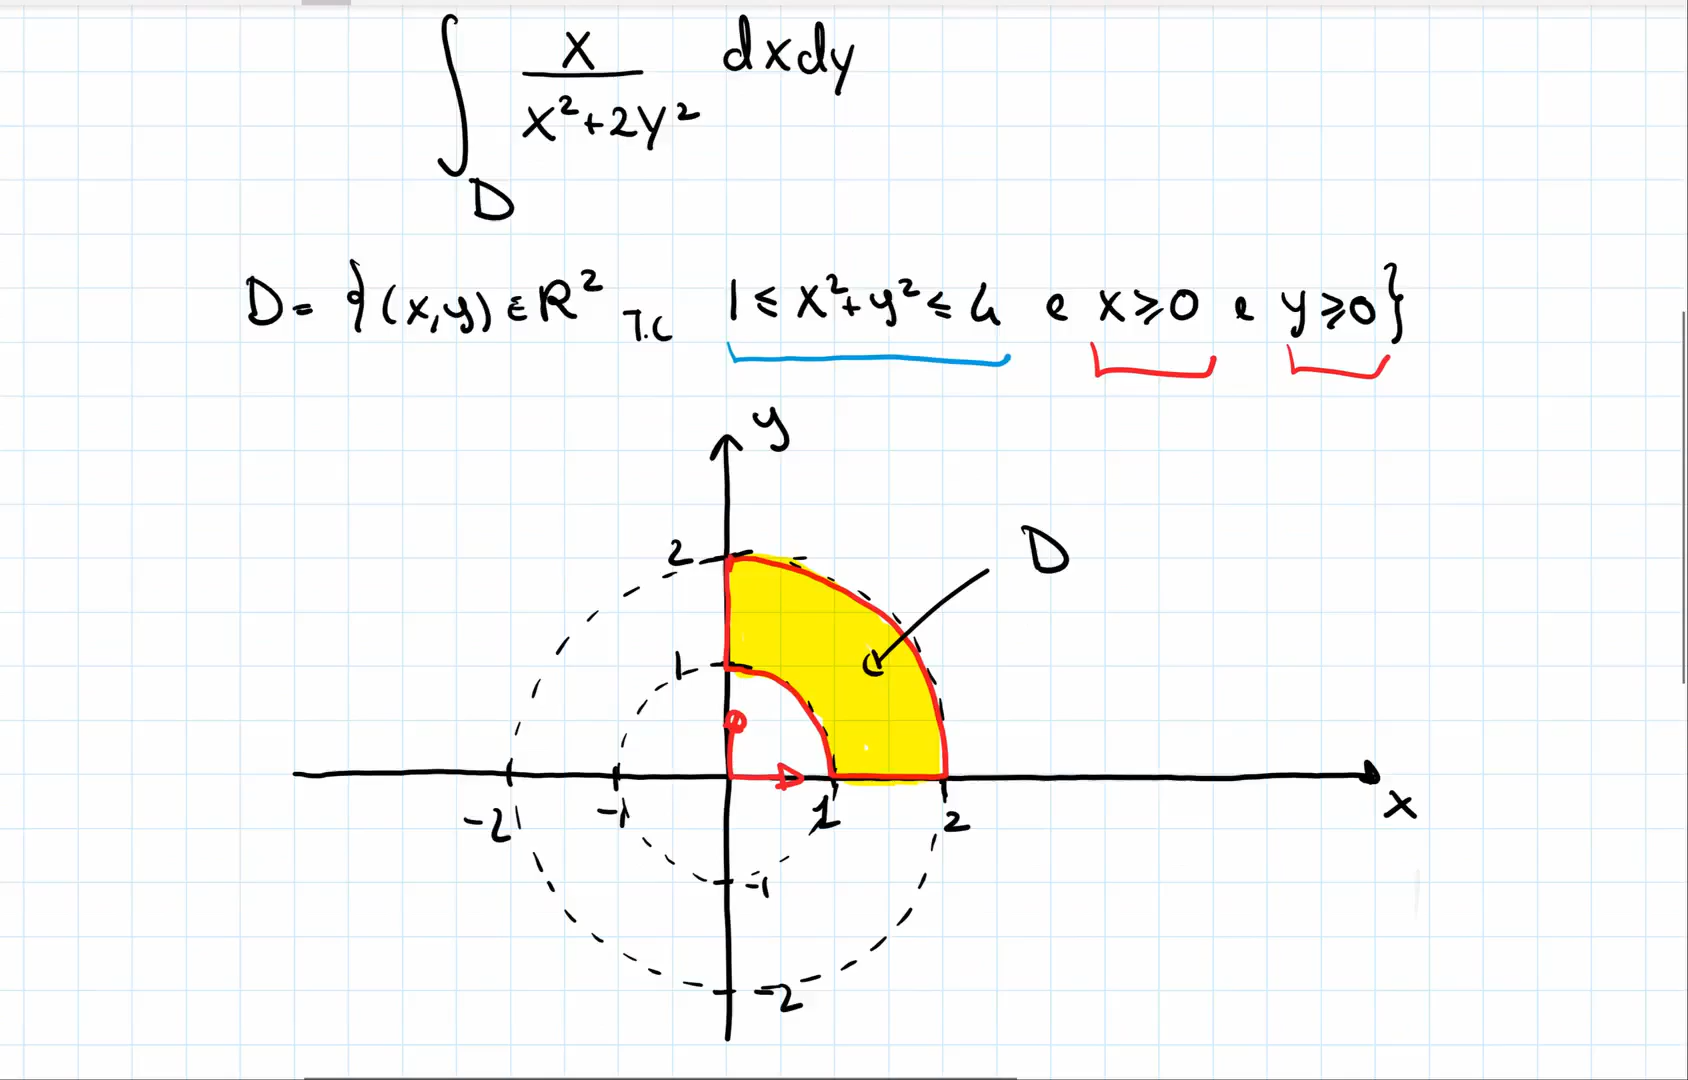 ∫_D x/(x²+2y²) dxdy
D = {(x,y) ∈ R² T.C 1 ≤ x²+y² ≤ 4 e x ≥ 0 e y ≥ 0}
y
D
2
1
-2 -1 1 2 x
-1
-2